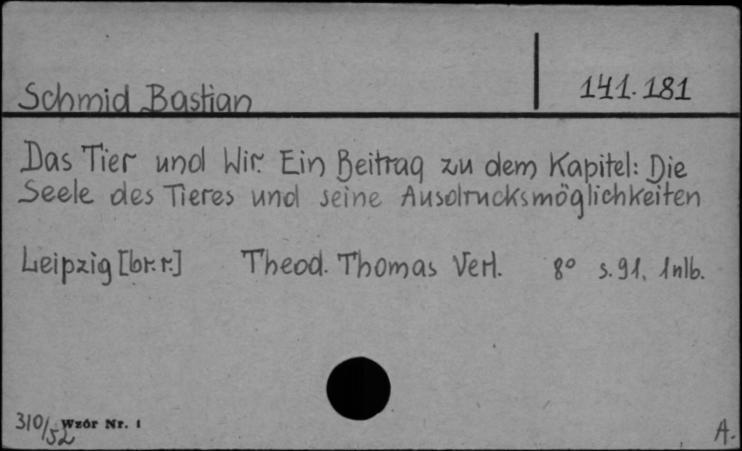 Schmid Bastian 141.181
Das Tier und Wir. Ein Beitrag zu dem Kapitel: Die
Seele des Tieres und seine Ausdrucksmöglichkeiten
Leipzig [br.r.] Theod. Thomas Verl. 8° s.91. 1nlb.
310/52 Wzór Nr. 1 A.